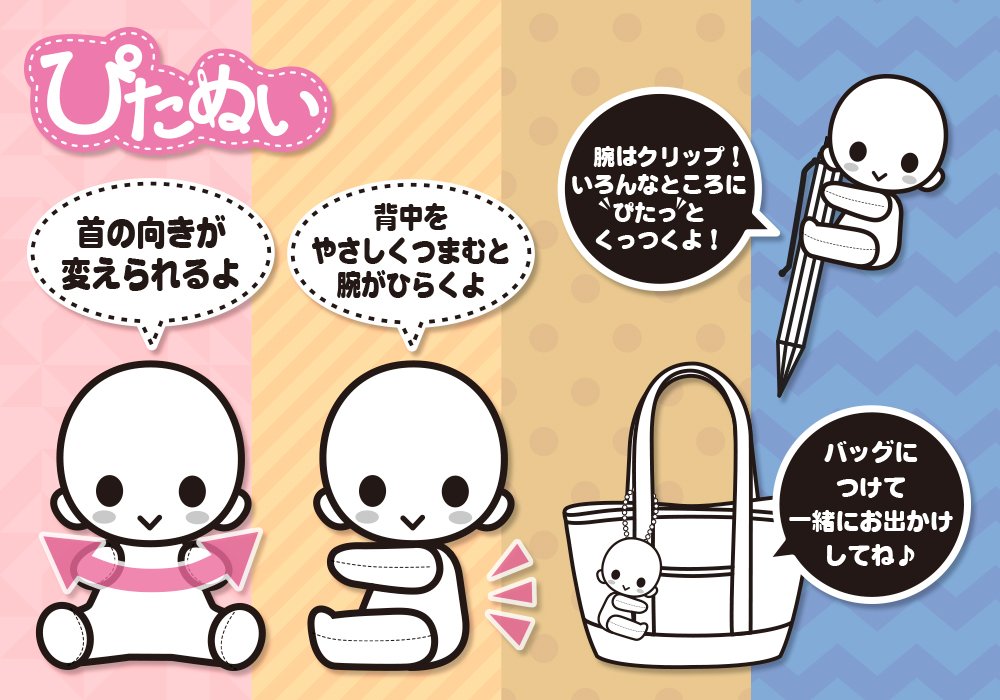 ぴたぬい
首の向きが
変えられるよ
背中を
やさしくつまむと
腕がひらくよ
腕はクリップ！
いろんなところに
〝ぴたっ〞と
くっつくよ！
バッグに
つけて
一緒にお出かけ
してね♪